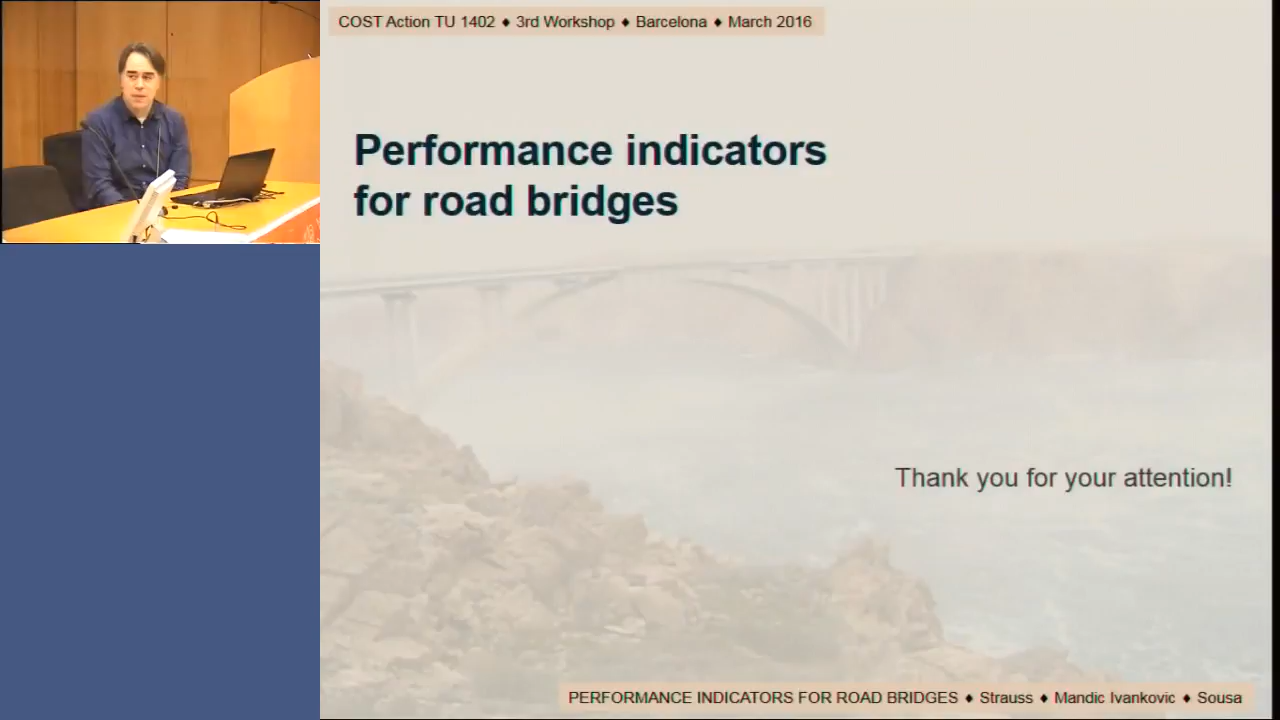 COST Action TU 1402 ♦ 3rd Workshop ♦ Barcelona ♦ March 2016
Performance indicators
for road bridges
Thank you for your attention!
PERFORMANCE INDICATORS FOR ROAD BRIDGES ♦ Strauss ♦ Mandic Ivankovic ♦ Sousa